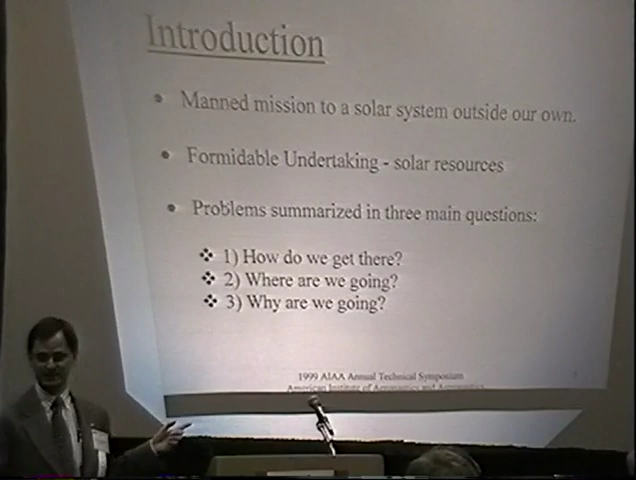 Introduction
• Manned mission to a solar system outside our own.
• Formidable Undertaking - solar resources
• Problems summarized in three main questions:
❖ 1) How do we get there?
❖ 2) Where are we going?
❖ 3) Why are we going?
1999 AIAA Annual Technical Symposium
American Institute of Aeronautics and Astronautics